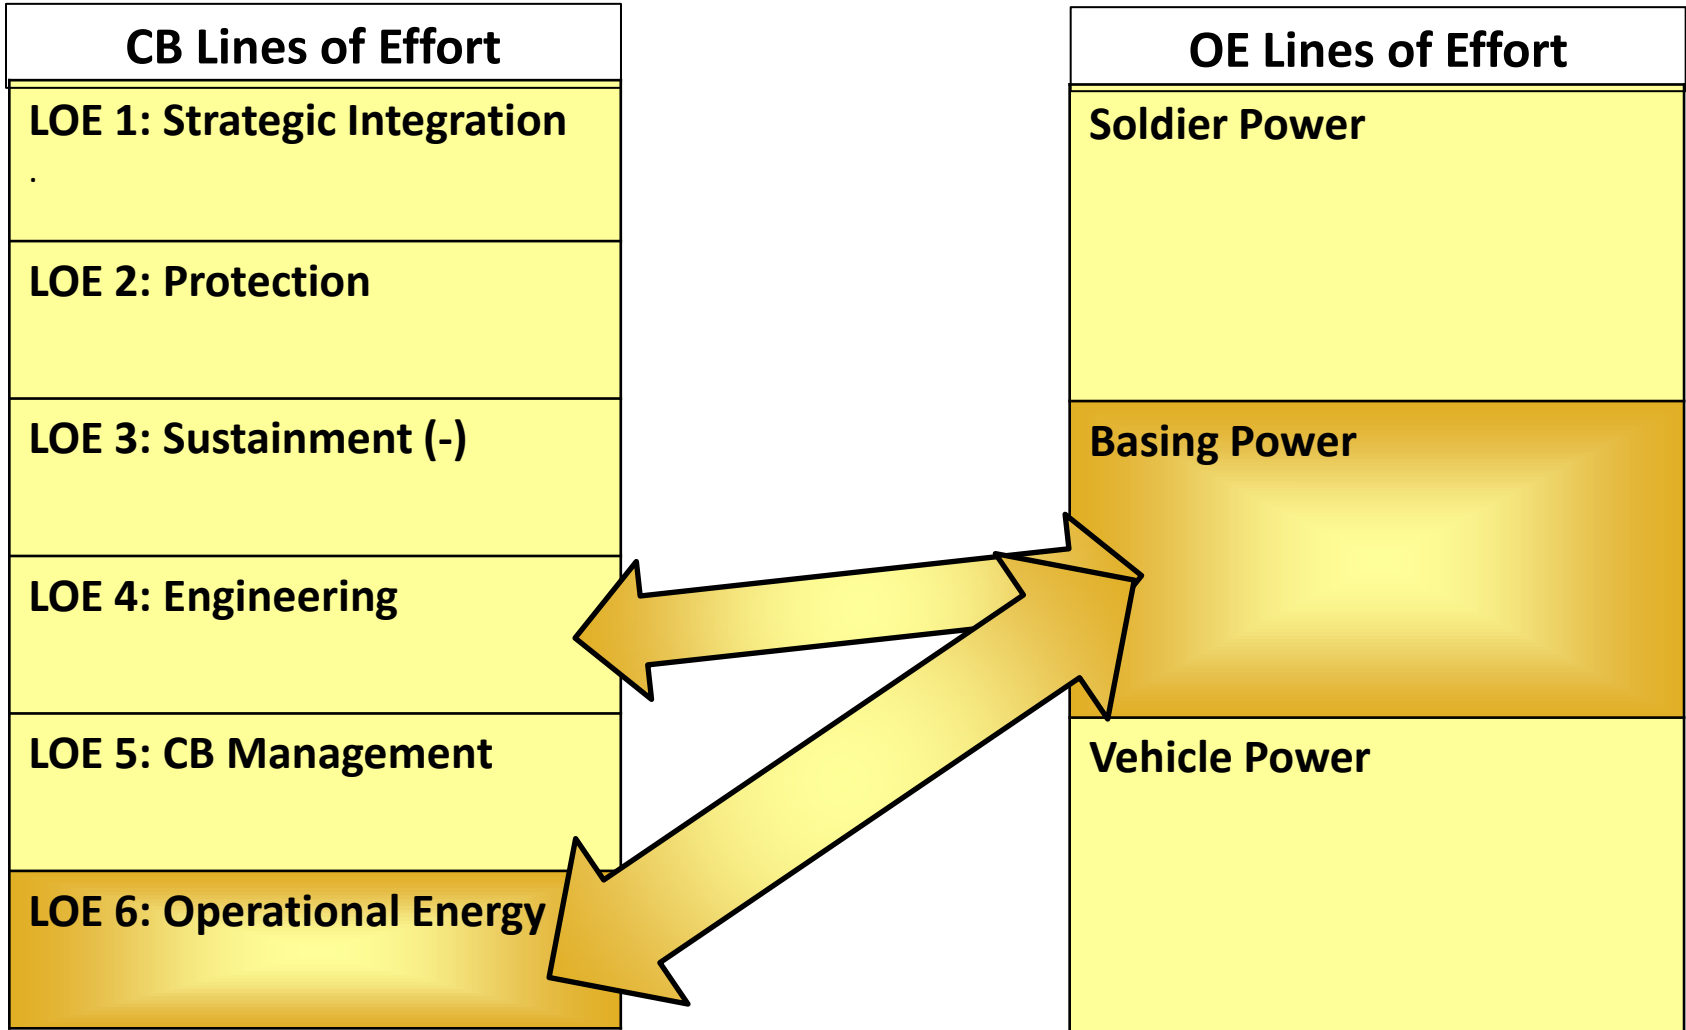 CB Lines of Effort
LOE 1: Strategic Integration
.
LOE 2: Protection
LOE 3: Sustainment (-)
LOE 4: Engineering
LOE 5: CB Management
LOE 6: Operational Energy
OE Lines of Effort
Soldier Power
Basing Power
Vehicle Power